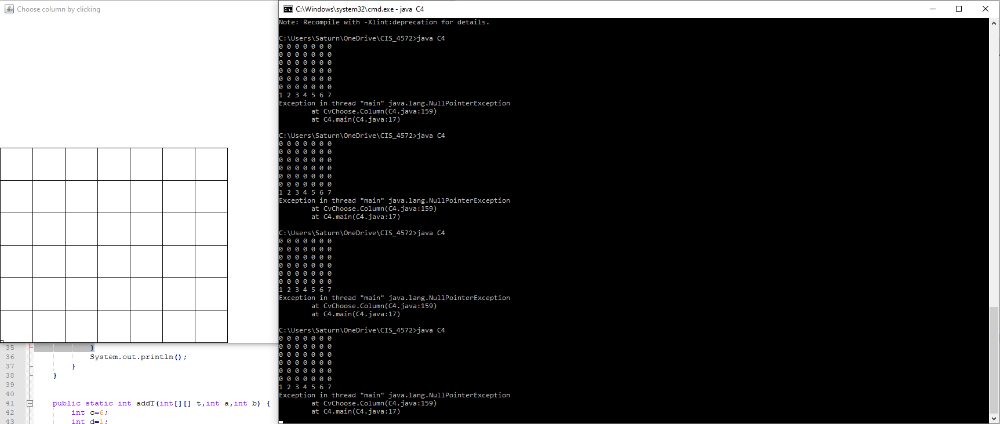 Choose column by clicking
35 }
36 System.out.println();
37 }
38 }
39
40
41 public static int addT(int[][] t,int a,int b) {
42 int c=6;
43 int d=1;
C:\Windows\system32\cmd.exe - java C4
Note: Recompile with -Xlint:deprecation for details.
C:\Users\Saturn\OneDrive\CIS_4572>java C4
0 0 0 0 0 0 0
0 0 0 0 0 0 0
0 0 0 0 0 0 0
0 0 0 0 0 0 0
0 0 0 0 0 0 0
0 0 0 0 0 0 0
1 2 3 4 5 6 7
Exception in thread "main" java.lang.NullPointerException
at CvChoose.Column(C4.java:159)
at C4.main(C4.java:17)
C:\Users\Saturn\OneDrive\CIS_4572>java C4
0 0 0 0 0 0 0
0 0 0 0 0 0 0
0 0 0 0 0 0 0
0 0 0 0 0 0 0
0 0 0 0 0 0 0
0 0 0 0 0 0 0
1 2 3 4 5 6 7
Exception in thread "main" java.lang.NullPointerException
at CvChoose.Column(C4.java:159)
at C4.main(C4.java:17)
C:\Users\Saturn\OneDrive\CIS_4572>java C4
0 0 0 0 0 0 0
0 0 0 0 0 0 0
0 0 0 0 0 0 0
0 0 0 0 0 0 0
0 0 0 0 0 0 0
0 0 0 0 0 0 0
1 2 3 4 5 6 7
Exception in thread "main" java.lang.NullPointerException
at CvChoose.Column(C4.java:159)
at C4.main(C4.java:17)
C:\Users\Saturn\OneDrive\CIS_4572>java C4
0 0 0 0 0 0 0
0 0 0 0 0 0 0
0 0 0 0 0 0 0
0 0 0 0 0 0 0
0 0 0 0 0 0 0
0 0 0 0 0 0 0
1 2 3 4 5 6 7
Exception in thread "main" java.lang.NullPointerException
at CvChoose.Column(C4.java:159)
at C4.main(C4.java:17)